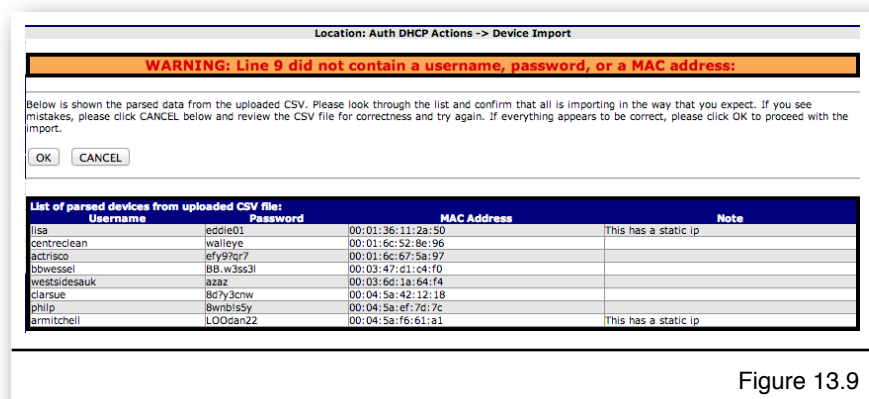 Location: Auth DHCP Actions -> Device Import
WARNING: Line 9 did not contain a username, password, or a MAC address:
Below is shown the parsed data from the uploaded CSV. Please look through the list and confirm that all is importing in the way that you expect. If you see
mistakes, please click CANCEL below and review the CSV file for correctness and try again. If everything appears to be correct, please click OK to proceed with the
import.
OK CANCEL
List of parsed devices from uploaded CSV file:
Username Password MAC Address Note
lisa eddie01 00:01:36:11:2a:50 This has a static ip
centreclean walleye 00:01:6c:52:8e:96
actrisco efy9?qr7 00:01:6c:67:5a:97
bbwessel BB.w3ss3l 00:03:47:d1:c4:f0
westsidesauk azaz 00:03:6d:1a:64:f4
clarsue 8d?y3cnw 00:04:5a:42:12:18
philp 8wnb!s5y 00:04:5a:ef:7d:7c
armitchell LOOdan22 00:04:5a:f6:61:a1 This has a static ip
Figure 13.9